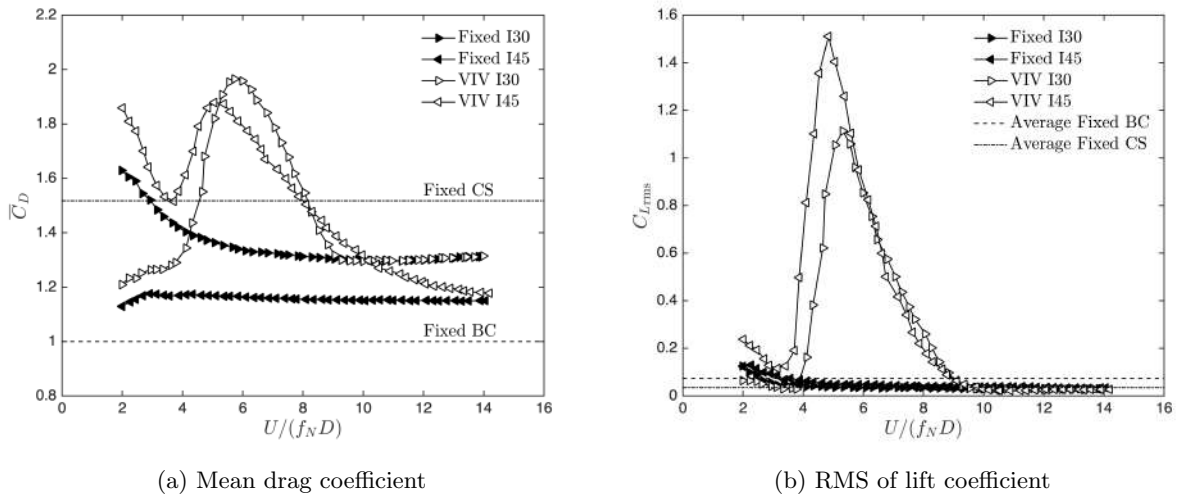 2.2
2
1.8
1.6
1.4
1.2
1
0.8
0 2 4 6 8 10 12 14 16
C̅_D
U/(f_N D)
Fixed I30
Fixed I45
VIV I30
VIV I45
Fixed CS
Fixed BC
(a) Mean drag coefficient
1.6
1.4
1.2
1
0.8
0.6
0.4
0.2
0
0 2 4 6 8 10 12 14 16
C_Lrms
U/(f_N D)
Fixed I30
Fixed I45
VIV I30
VIV I45
Average Fixed BC
Average Fixed CS
(b) RMS of lift coefficient